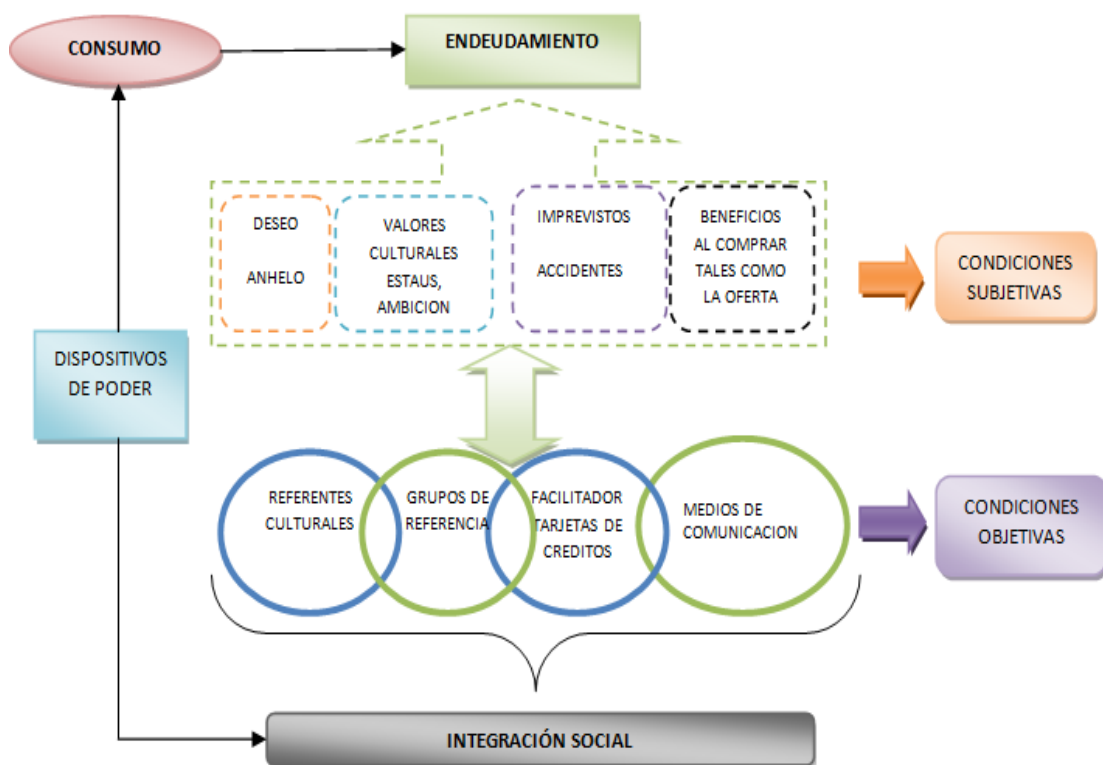 CONSUMO
ENDEUDAMIENTO
DESEO
ANHELO
VALORES
CULTURALES
ESTAUS,
AMBICION
IMPREVISTOS
ACCIDENTES
BENEFICIOS
AL COMPRAR
TALES COMO
LA OFERTA
CONDICIONES
SUBJETIVAS
DISPOSITIVOS
DE PODER
REFERENTES
CULTURALES
GRUPOS DE
REFERENCIA
FACILITADOR
TARJETAS DE
CREDITOS
MEDIOS DE
COMUNICACION
CONDICIONES
OBJETIVAS
INTEGRACIÓN SOCIAL